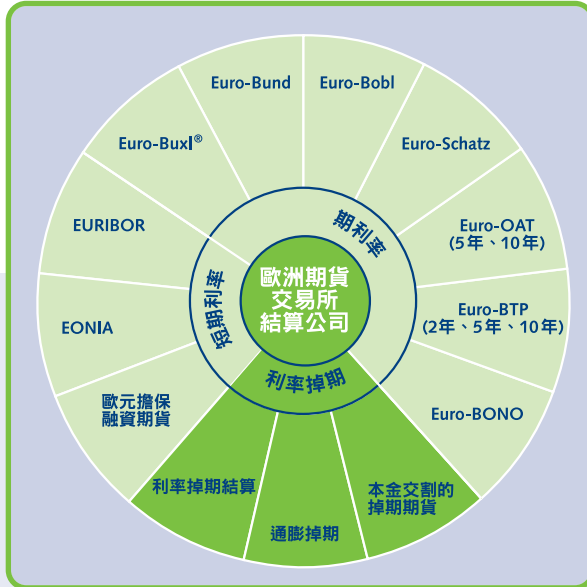 歐洲期貨
交易所
結算公司
期利率
Euro-Buxl®
Euro-Bund
Euro-Bobl
Euro-Schatz
Euro-OAT
(5年、10年)
Euro-BTP
(2年、5年、10年)
Euro-BONO
利率掉期
本金交割的
掉期期貨
通膨掉期
利率掉期結算
短期利率
歐元擔保
融資期貨
EONIA
EURIBOR